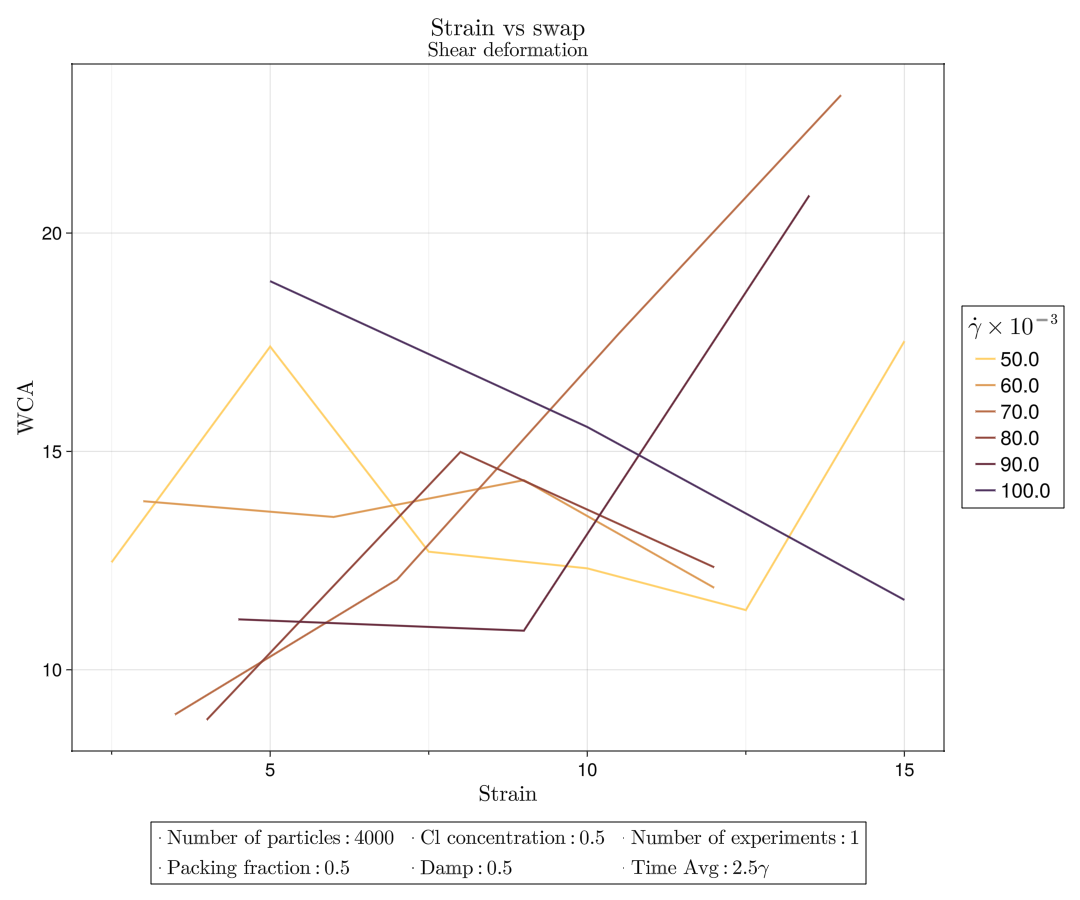 Strain vs swap
Shear deformation
20
15
10
WCA
5 10 15
Strain
γ̇ × 10⁻³
50.0
60.0
70.0
80.0
90.0
100.0
· Number of particles : 4000 · Cl concentration : 0.5 · Number of experiments : 1
· Packing fraction : 0.5 · Damp : 0.5 · Time Avg : 2.5γ